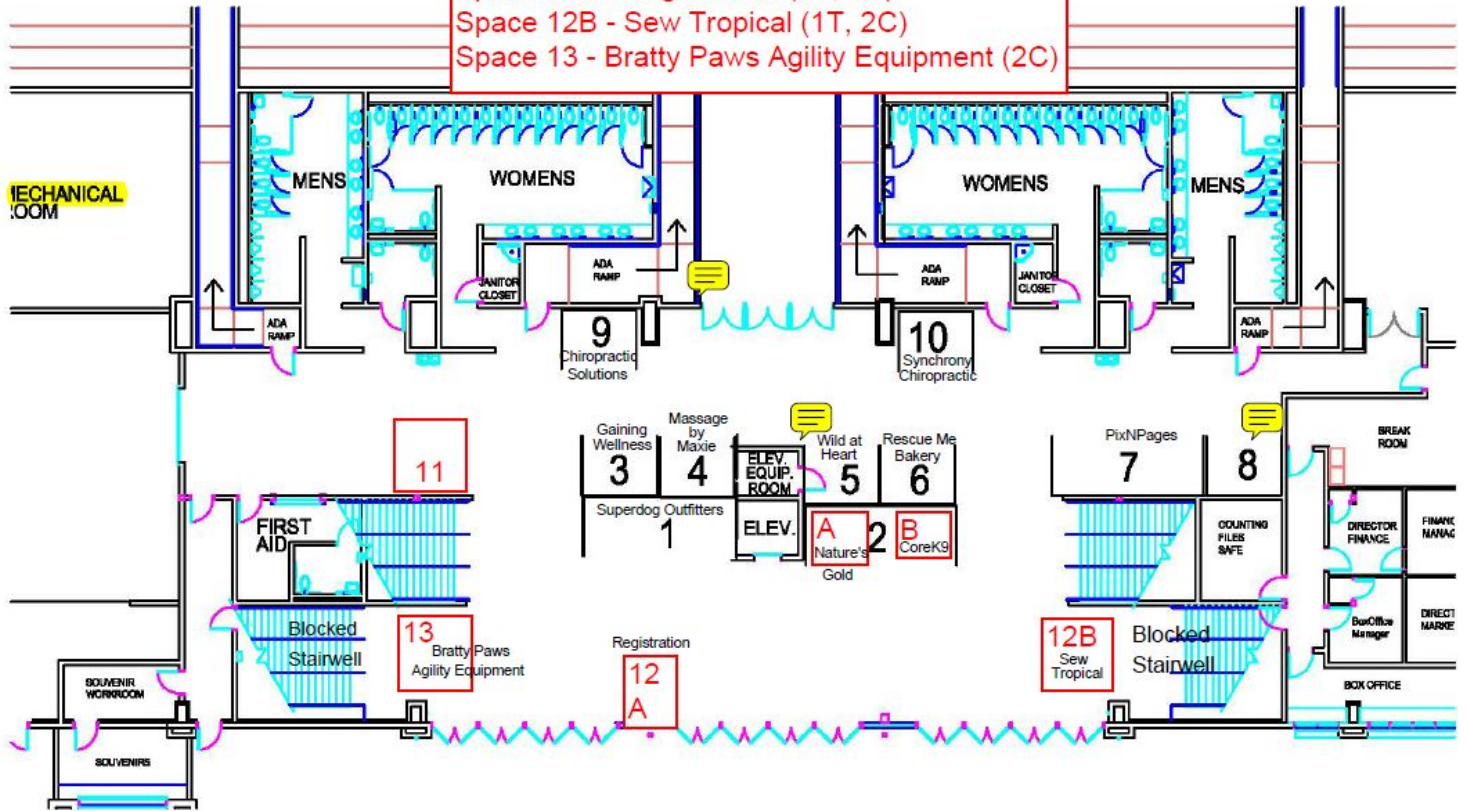 Space 12B - Sew Tropical (1T, 2C)
Space 13 - Bratty Paws Agility Equipment (2C)
MECHANICAL
ROOM
MENS
WOMENS
WOMENS
MENS
JANITOR
CLOSET
ADA
RAMP
ADA
RAMP
JANITOR
CLOSET
ADA
RAMP
ADA
RAMP
9
Chiropractic
Solutions
10
Synchrony
Chiropractic
11
Gaining
Wellness
3
Massage
by
Maxie
4
ELEV.
EQUIP.
ROOM
Wild at
Heart
5
Rescue Me
Bakery
6
PixNPages
7
8
BREAK
ROOM
FIRST
AID
Superdog Outfitters
1
ELEV.
A
Nature's
Gold
2
B
CoreK9
COUNTING
FILES
SAFE
DIRECTOR
FINANCE
FINANC
MANAG
Blocked
Stairwell
13
Bratty Paws
Agility Equipment
Registration
12
A
12B
Sew
Tropical
Blocked
Stairwell
BoxOffice
Manager
DIRECT
MARKE
SOUVENIR
WORKROOM
BOX OFFICE
SOUVENIRS